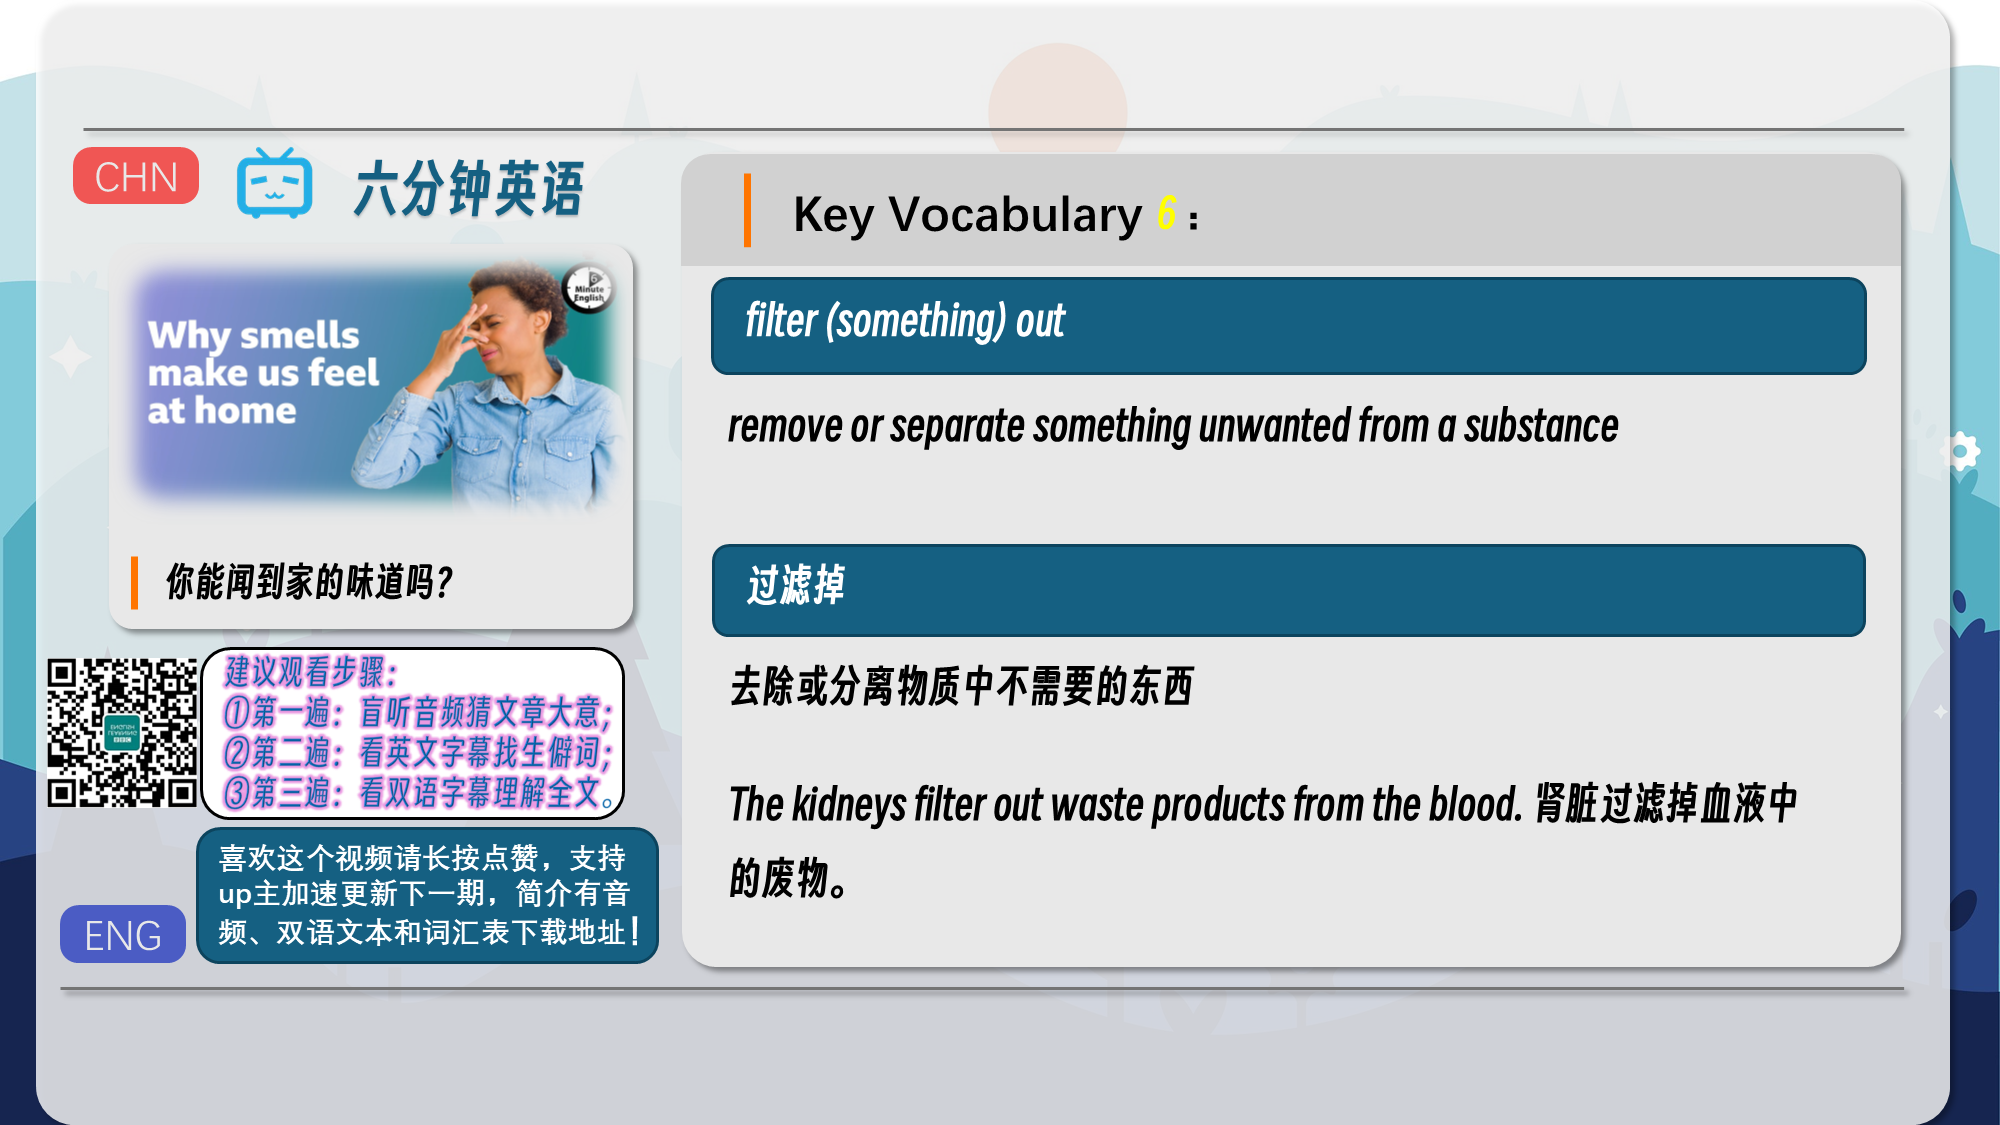 CHN
六分钟英语
6
Minute
English
Why smells
make us feel
at home
你能闻到家的味道吗？
建议观看步骤：
①第一遍：盲听音频猜文章大意；
②第二遍：看英文字幕找生僻词；
③第三遍：看双语字幕理解全文。
喜欢这个视频请长按点赞，支持
up主加速更新下一期，简介有音
频、双语文本和词汇表下载地址！
ENG
Key Vocabulary 6：
filter (something) out
remove or separate something unwanted from a substance
过滤掉
去除或分离物质中不需要的东西
The kidneys filter out waste products from the blood. 肾脏过滤掉血液中
的废物。